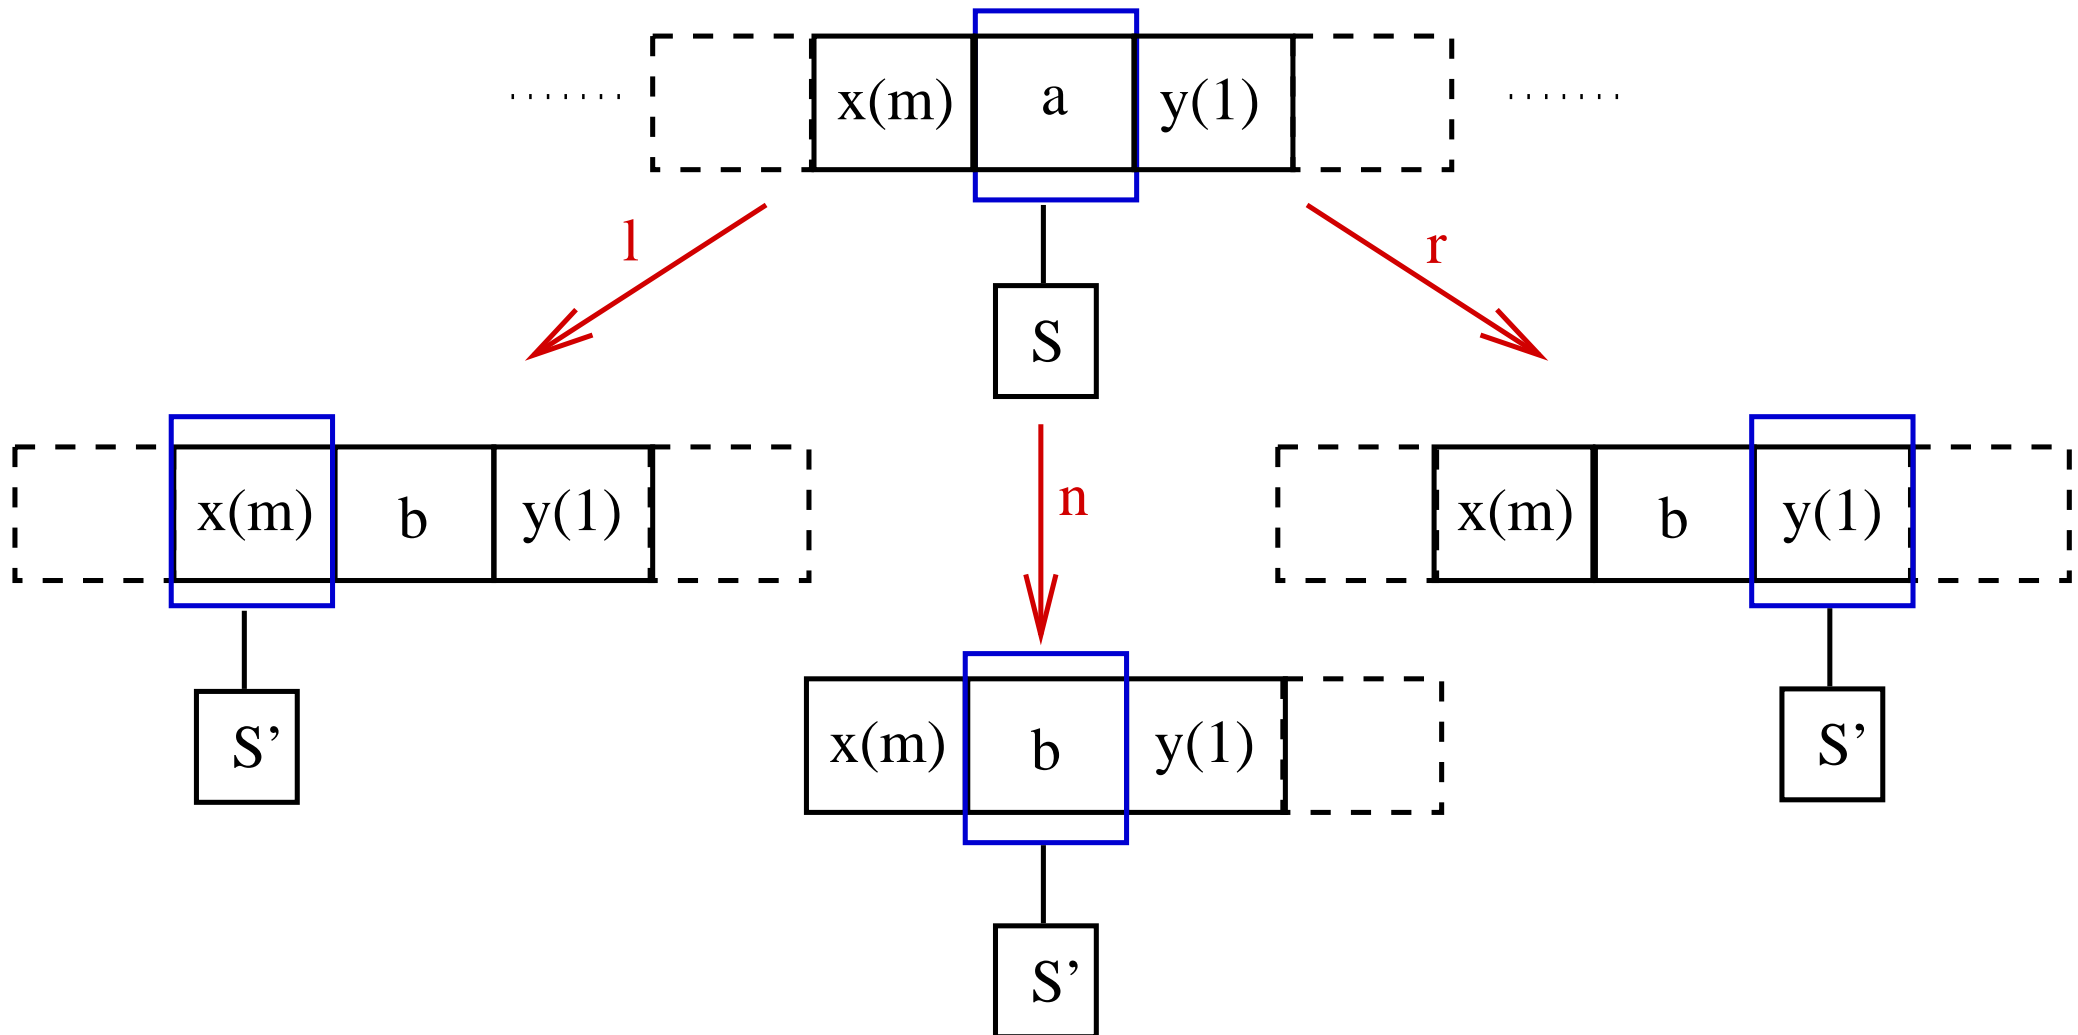 ....... x(m) a y(1) .......
l r
S
x(m) b y(1) n x(m) b y(1)
S’ x(m) b y(1) S’
S’